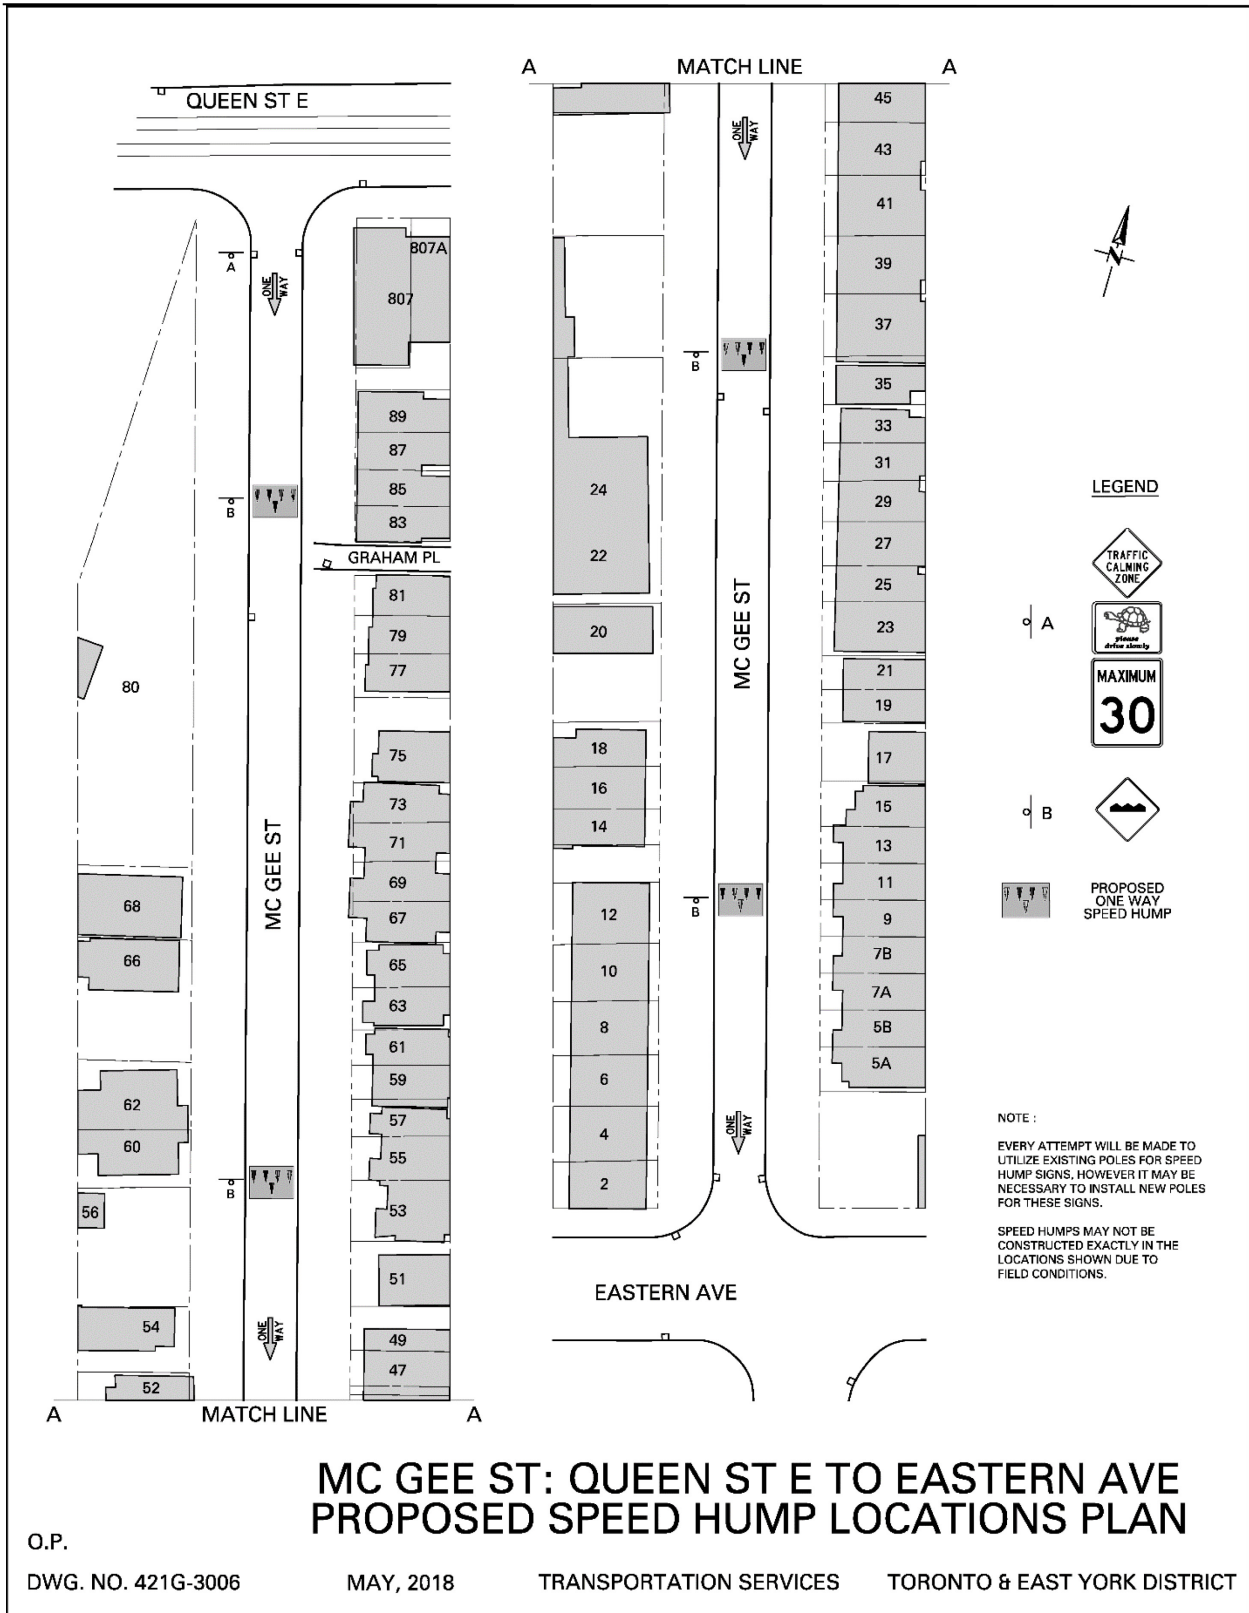 QUEEN ST E
A
ONE
WAY
807A
807
89
87
85
83
B
GRAHAM PL
81
79
77
80
75
73
71
69
67
MC GEE ST
68
66
65
63
61
59
62
60
57
55
53
B
56
51
54
ONE
WAY
49
47
52
A
MATCH LINE
A
A
MATCH LINE
A
ONE
WAY
45
43
41
39
37
B
35
33
31
29
27
25
23
24
22
20
MC GEE ST
21
19
17
18
16
14
15
13
11
9
7B
7A
5B
5A
B
12
10
8
6
4
2
ONE
WAY
EASTERN AVE
N
LEGEND
TRAFFIC
CALMING
ZONE
A
please
drive slowly
MAXIMUM
30
B
PROPOSED
ONE WAY
SPEED HUMP
NOTE :
EVERY ATTEMPT WILL BE MADE TO
UTILIZE EXISTING POLES FOR SPEED
HUMP SIGNS, HOWEVER IT MAY BE
NECESSARY TO INSTALL NEW POLES
FOR THESE SIGNS.
SPEED HUMPS MAY NOT BE
CONSTRUCTED EXACTLY IN THE
LOCATIONS SHOWN DUE TO
FIELD CONDITIONS.
MC GEE ST: QUEEN ST E TO EASTERN AVE
PROPOSED SPEED HUMP LOCATIONS PLAN
O.P.
DWG. NO. 421G-3006 MAY, 2018 TRANSPORTATION SERVICES TORONTO & EAST YORK DISTRICT